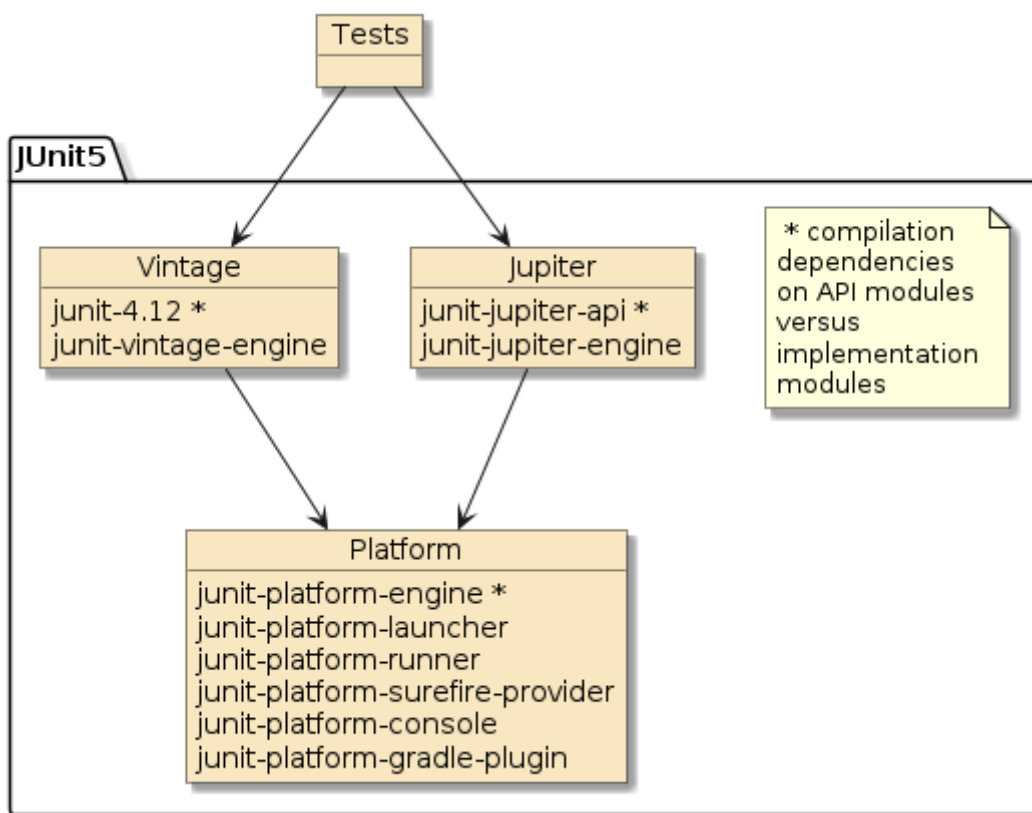 Tests
JUnit5
Vintage
junit-4.12 *
junit-vintage-engine
Jupiter
junit-jupiter-api *
junit-jupiter-engine
* compilation
dependencies
on API modules
versus
implementation
modules
Platform
junit-platform-engine *
junit-platform-launcher
junit-platform-runner
junit-platform-surefire-provider
junit-platform-console
junit-platform-gradle-plugin